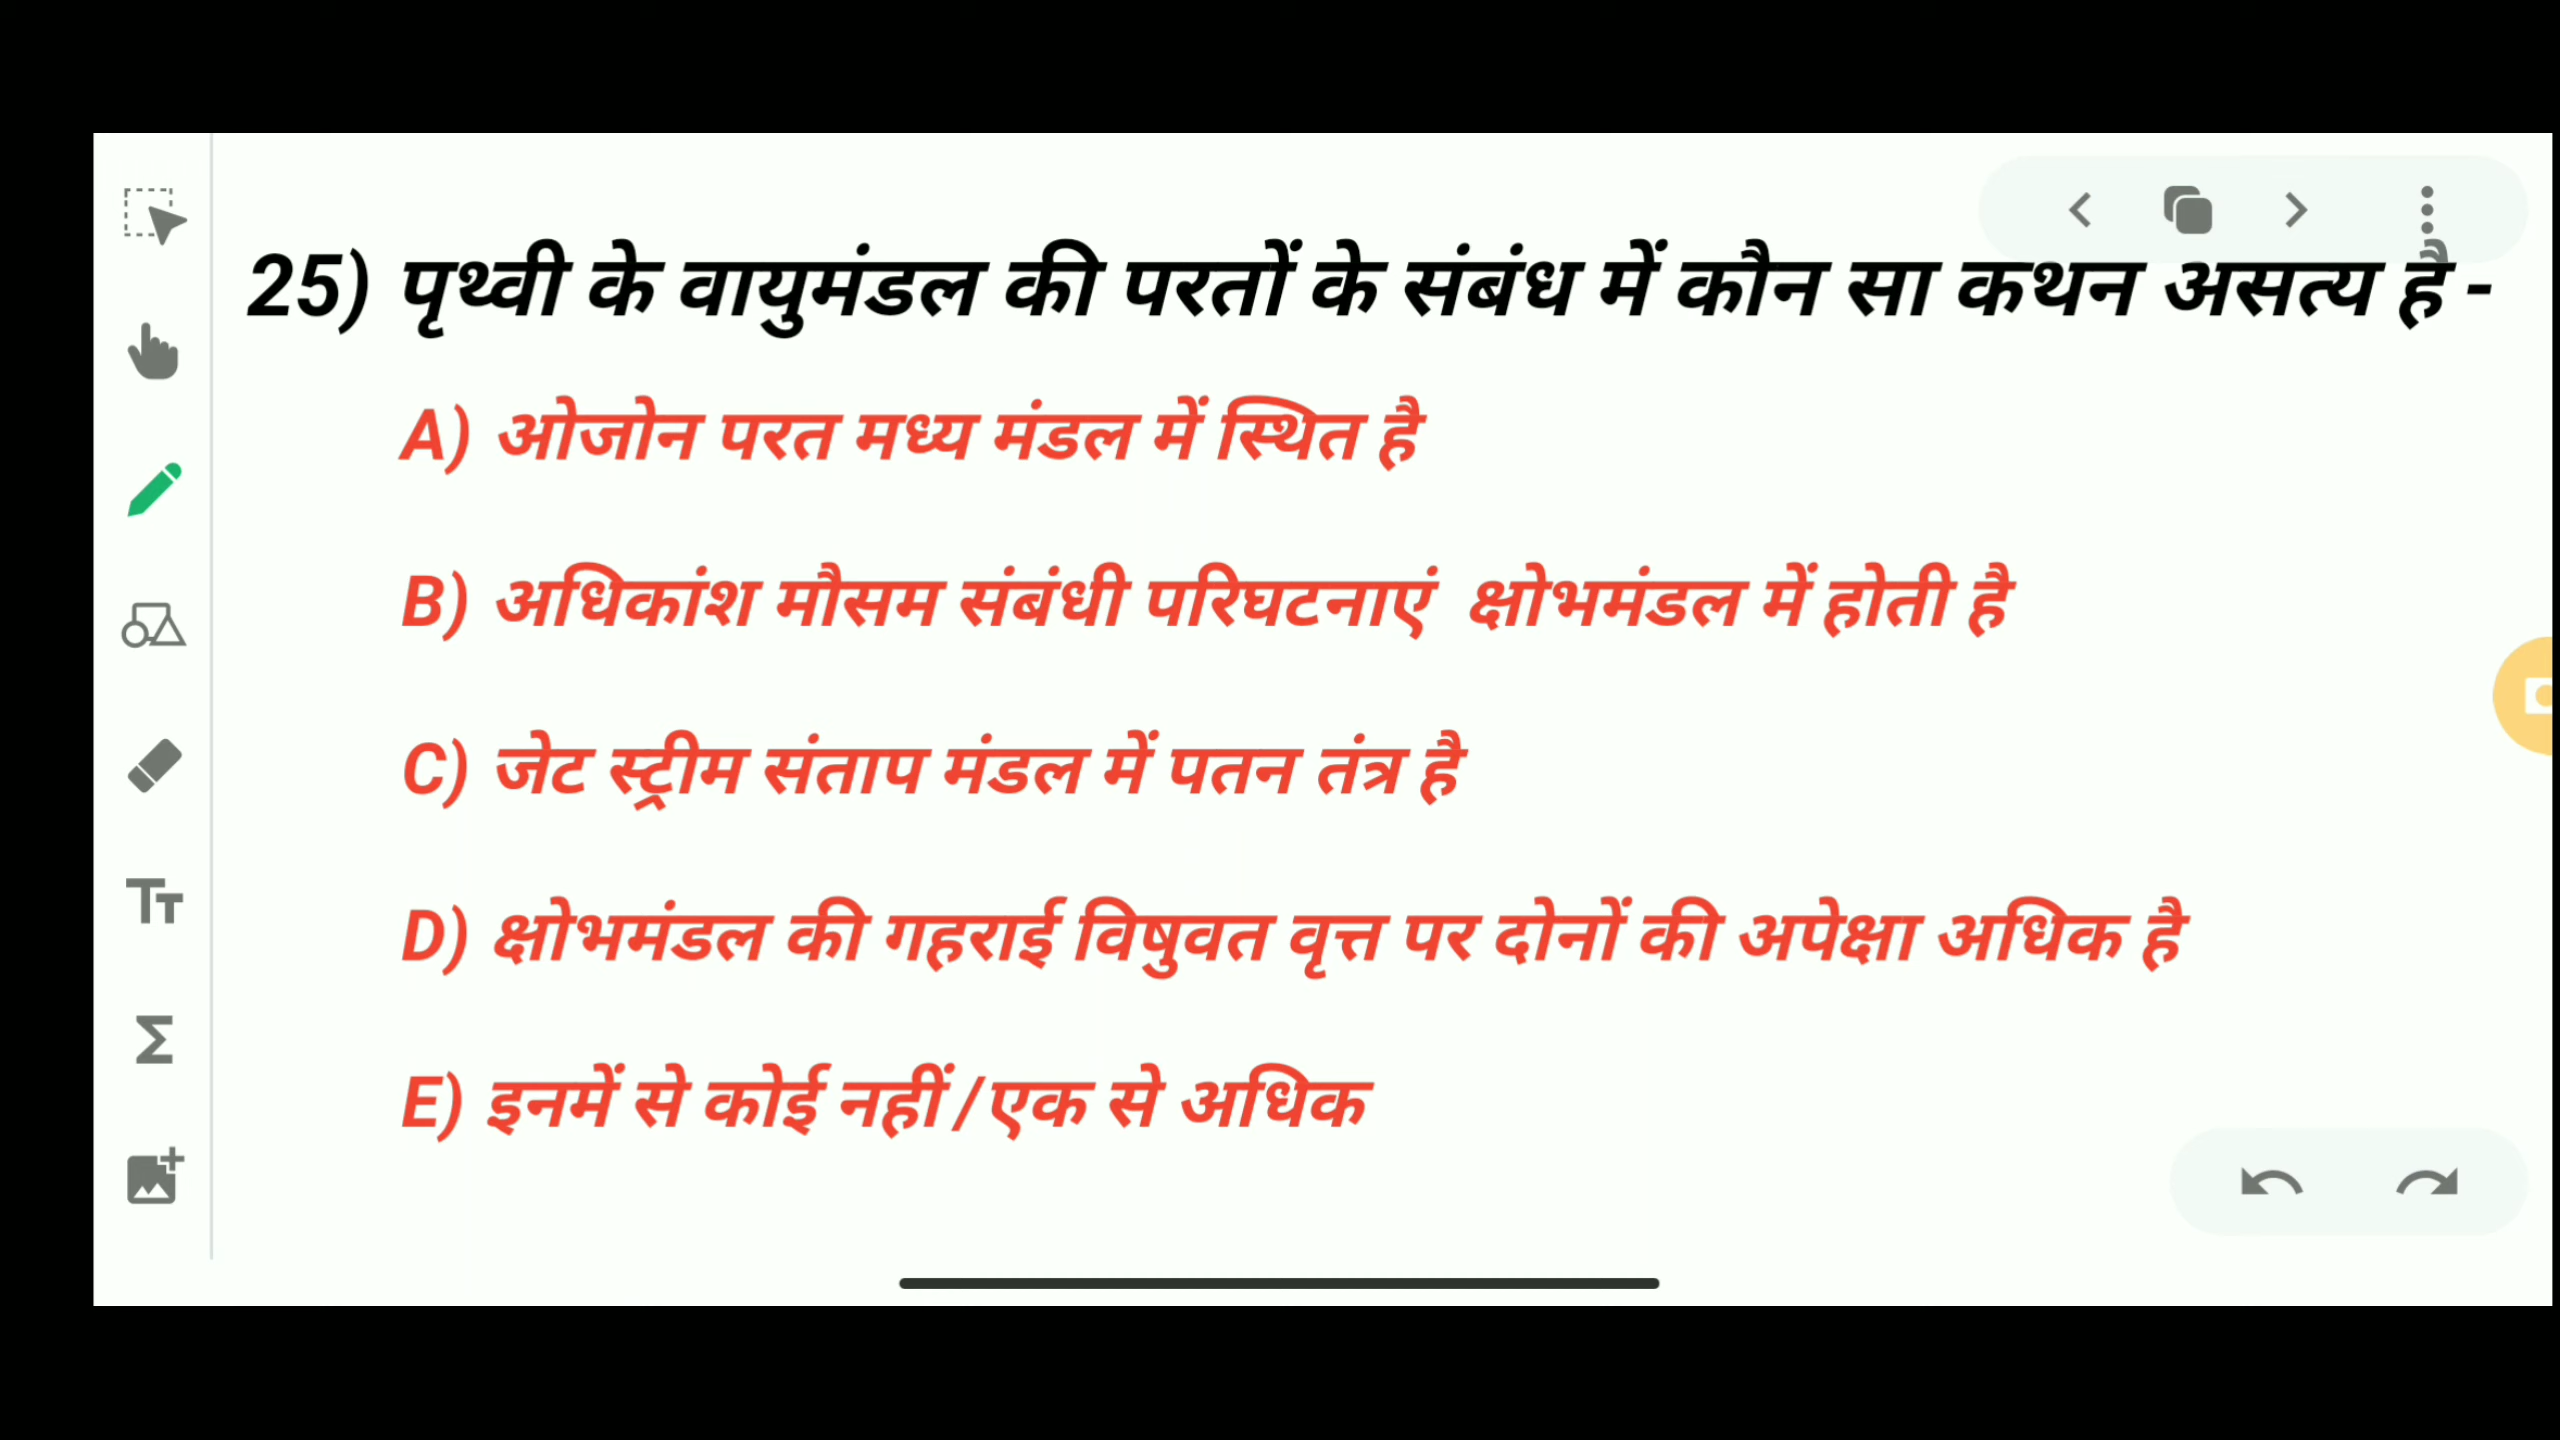 25) पृथ्वी के वायुमंडल की परतों के संबंध में कौन सा कथन असत्य है -
A) ओजोन परत मध्य मंडल में स्थित है
B) अधिकांश मौसम संबंधी परिघटनाएं क्षोभमंडल में होती है
C) जेट स्ट्रीम संताप मंडल में पतन तंत्र है
D) क्षोभमंडल की गहराई विषुवत वृत्त पर दोनों की अपेक्षा अधिक है
E) इनमें से कोई नहीं/एक से अधिक